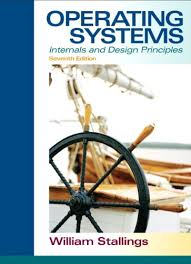 OPERATING
SYSTEMS
Internals and Design Principles
Seventh Edition
William Stallings